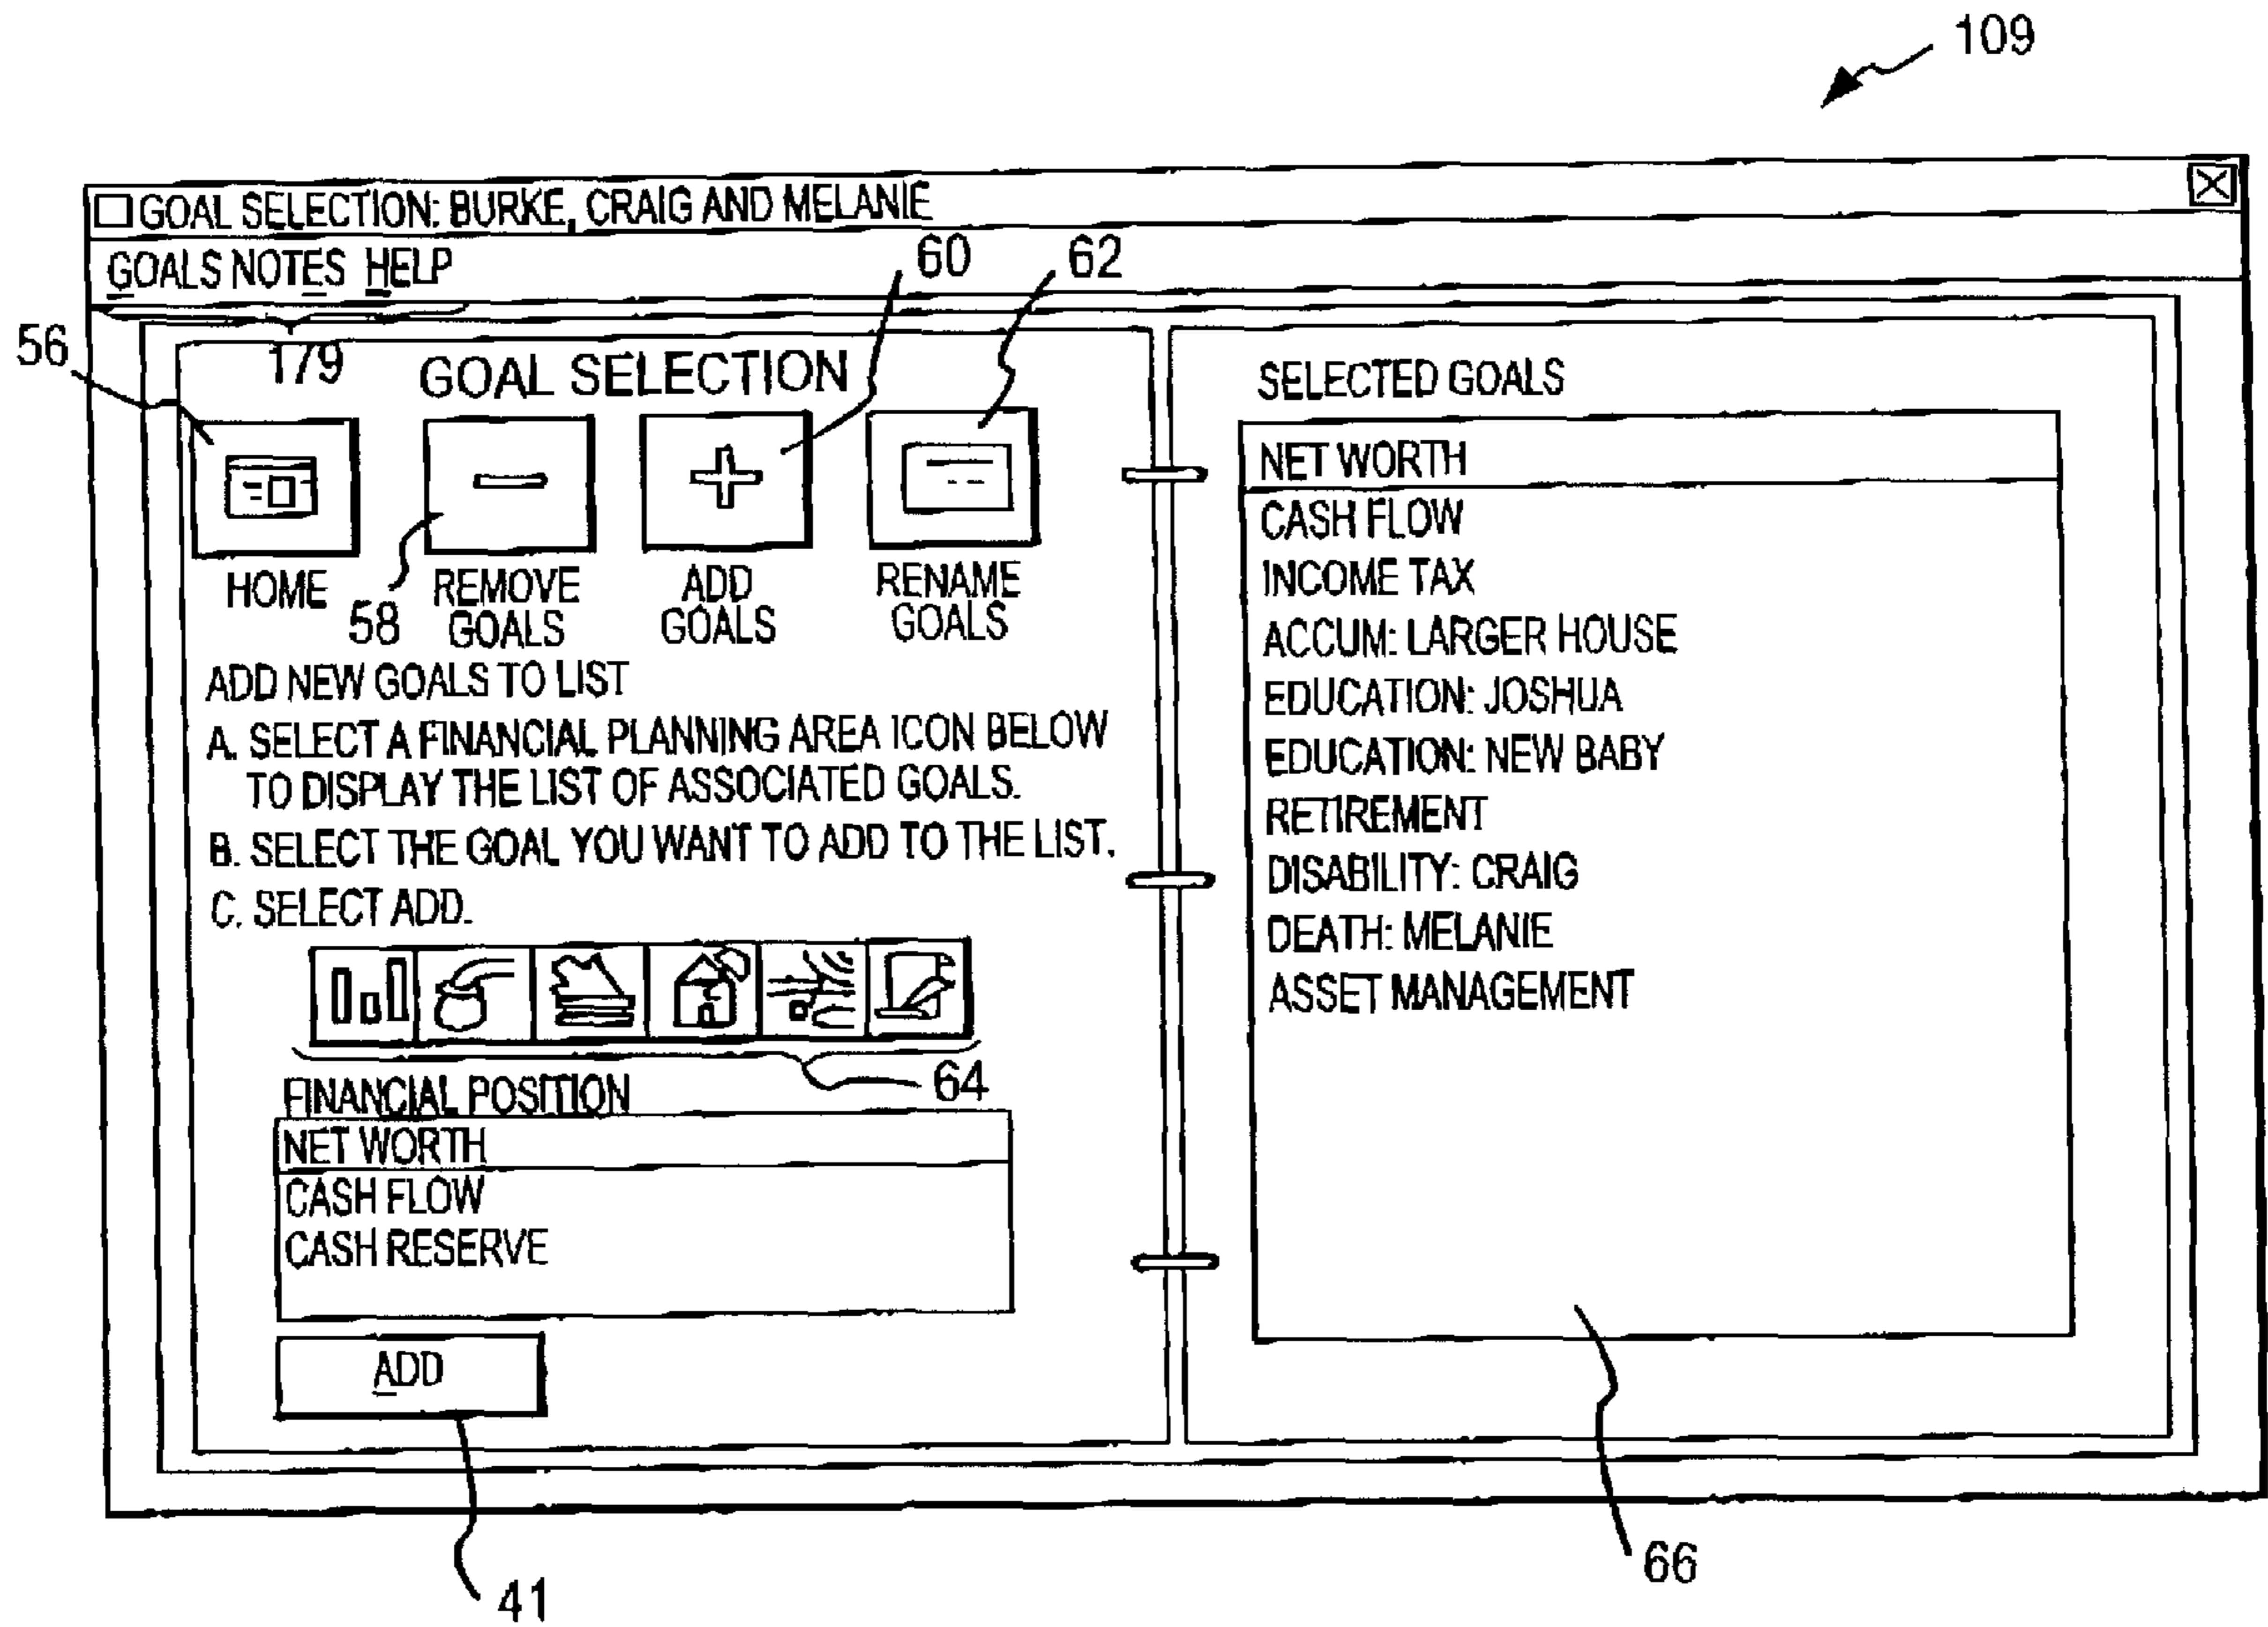 109
GOAL SELECTION: BURKE, CRAIG AND MELANIE
GOALS NOTES HELP
60
62
56
179
GOAL SELECTION
HOME
58
REMOVE
GOALS
ADD
GOALS
RENAME
GOALS
ADD NEW GOALS TO LIST
A. SELECT A FINANCIAL PLANNING AREA ICON BELOW
TO DISPLAY THE LIST OF ASSOCIATED GOALS.
B. SELECT THE GOAL YOU WANT TO ADD TO THE LIST.
C. SELECT ADD.
64
FINANCIAL POSITION
NET WORTH
CASH FLOW
CASH RESERVE
ADD
41
SELECTED GOALS
NET WORTH
CASH FLOW
INCOME TAX
ACCUM: LARGER HOUSE
EDUCATION: JOSHUA
EDUCATION: NEW BABY
RETIREMENT
DISABILITY: CRAIG
DEATH: MELANIE
ASSET MANAGEMENT
66